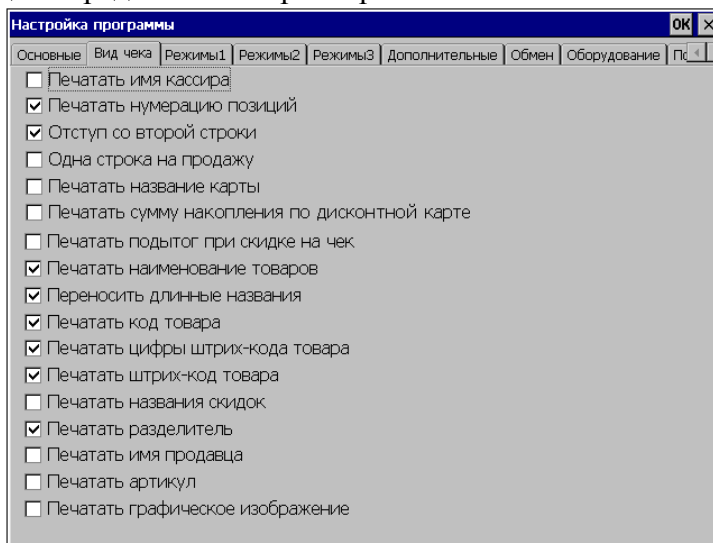 Настройка программы OK ×
Основные Вид чека Режимы1 Режимы2 Режимы3 Дополнительные Обмен Оборудование
Печатать имя кассира
Печатать нумерацию позиций
Отступ со второй строки
Одна строка на продажу
Печатать название карты
Печатать сумму накопления по дисконтной карте
Печатать подытог при скидке на чек
Печатать наименование товаров
Переносить длинные названия
Печатать код товара
Печатать цифры штрих-кода товара
Печатать штрих-код товара
Печатать названия скидок
Печатать разделитель
Печатать имя продавца
Печатать артикул
Печатать графическое изображение